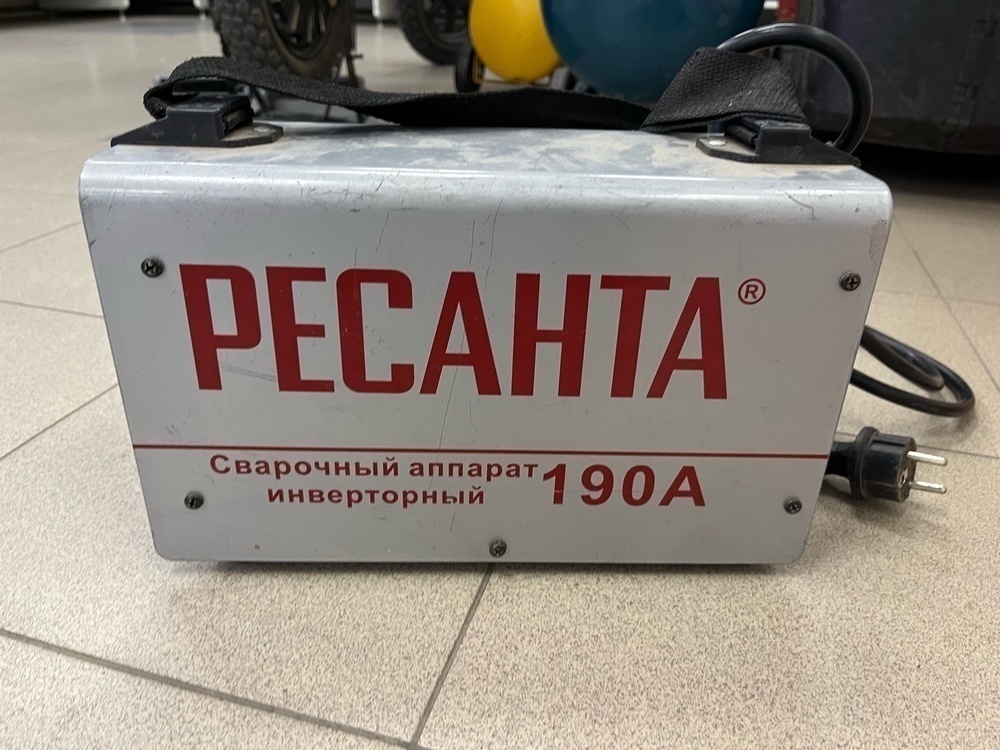 РЕСАНТА®
Сварочный аппарат
инверторный 190А